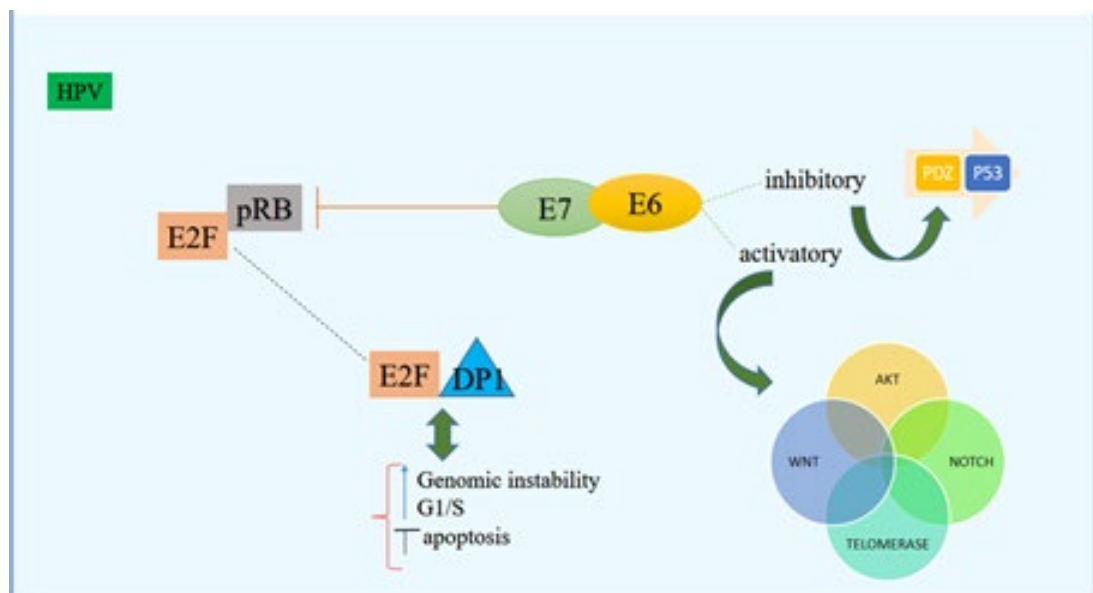 HPV
PDZ P53
inhibitory
pRB
E7 E6
E2F
activatory
E2F DP1
AKT
WNT
NOTCH
Genomic instability
G1/S
apoptosis
TELOMERASE